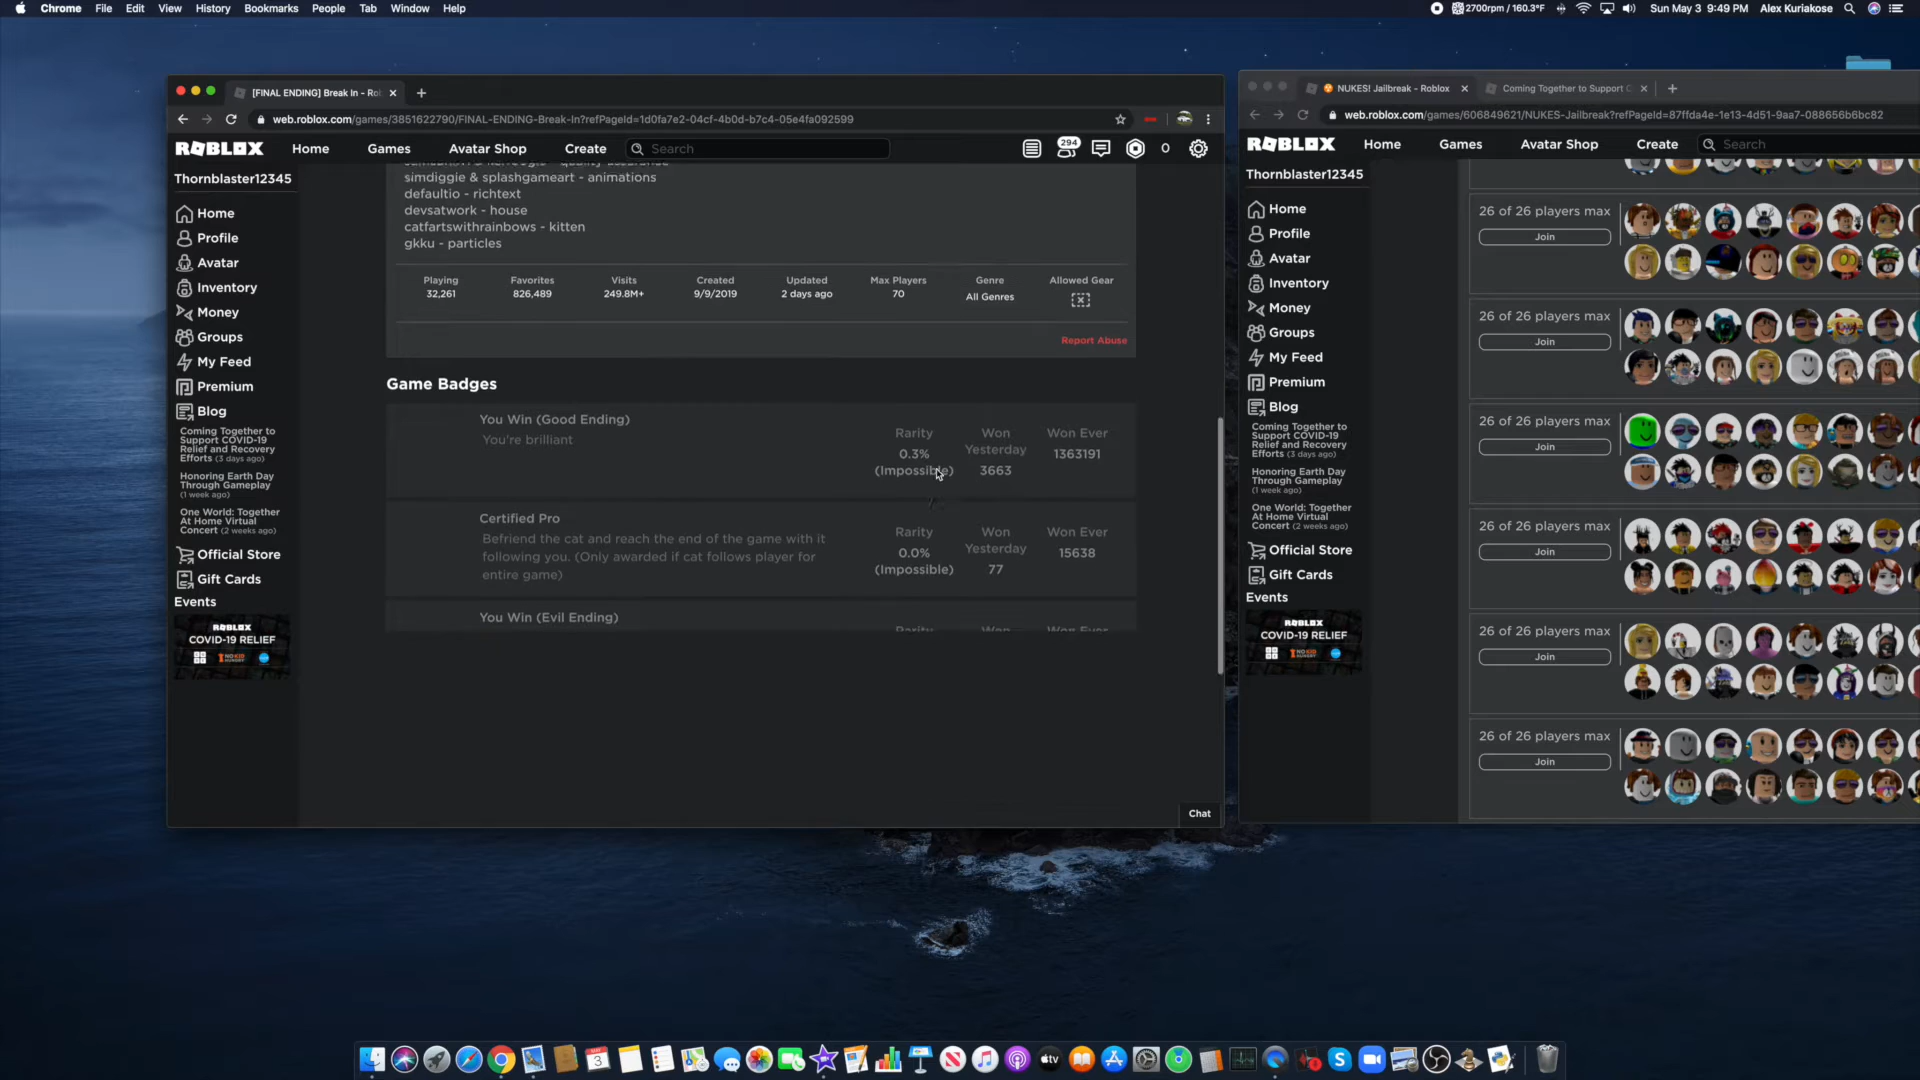 Chrome File Edit View History Bookmarks People Tab Window Help
2700rpm / 160.3°F Sun May 3 9:49 PM Alex Kuriakose
[FINAL ENDING] Break In - Ro
web.roblox.com/games/3851622790/FINAL-ENDING-Break-In?refPageId=1d0fa7e2-04cf-4b0d-b7c4-05e4fa092599
ROBLOX Home Games Avatar Shop Create Search 294 0
Thornblaster12345
Home
Profile
Avatar
Inventory
Money
Groups
My Feed
Premium
Blog
Coming Together to
Support COVID-19
Relief and Recovery
Efforts (3 days ago)
Honoring Earth Day
Through Gameplay
(1 week ago)
One World: Together
At Home Virtual
Concert (2 weeks ago)
Official Store
Gift Cards
Events
ROBLOX
COVID-19 RELIEF
quality assurance
simdiggie & splashgameart - animations
defaultio - richtext
devsatwork - house
catfartswithrainbows - kitten
gkku - particles
Playing Favorites Visits Created Updated Max Players Genre Allowed Gear
32,261 826,489 249.8M+ 9/9/2019 2 days ago 70 All Genres
Report Abuse
Game Badges
You Win (Good Ending)
You're brilliant
Rarity Won Yesterday Won Ever
0.3% (Impossible) 3663 1363191
Certified Pro
Befriend the cat and reach the end of the game with it
following you. (Only awarded if cat follows player for
entire game)
Rarity Won Yesterday Won Ever
0.0% (Impossible) 77 15638
You Win (Evil Ending)
Rarity Won Won Ever
Chat
NUKES! Jailbreak - Roblox Coming Together to Support C
web.roblox.com/games/606849621/NUKES-Jailbreak?refPageId=87ffda4e-1e13-4d51-9aa7-088656b6bc82
ROBLOX Home Games Avatar Shop Create Search
Thornblaster12345
Home
Profile
Avatar
Inventory
Money
Groups
My Feed
Premium
Blog
Coming Together to
Support COVID-19
Relief and Recovery
Efforts (3 days ago)
Honoring Earth Day
Through Gameplay
(1 week ago)
One World: Together
At Home Virtual
Concert (2 weeks ago)
Official Store
Gift Cards
Events
ROBLOX
COVID-19 RELIEF
26 of 26 players max
Join
26 of 26 players max
Join
26 of 26 players max
Join
26 of 26 players max
Join
26 of 26 players max
Join
26 of 26 players max
Join
3
tv